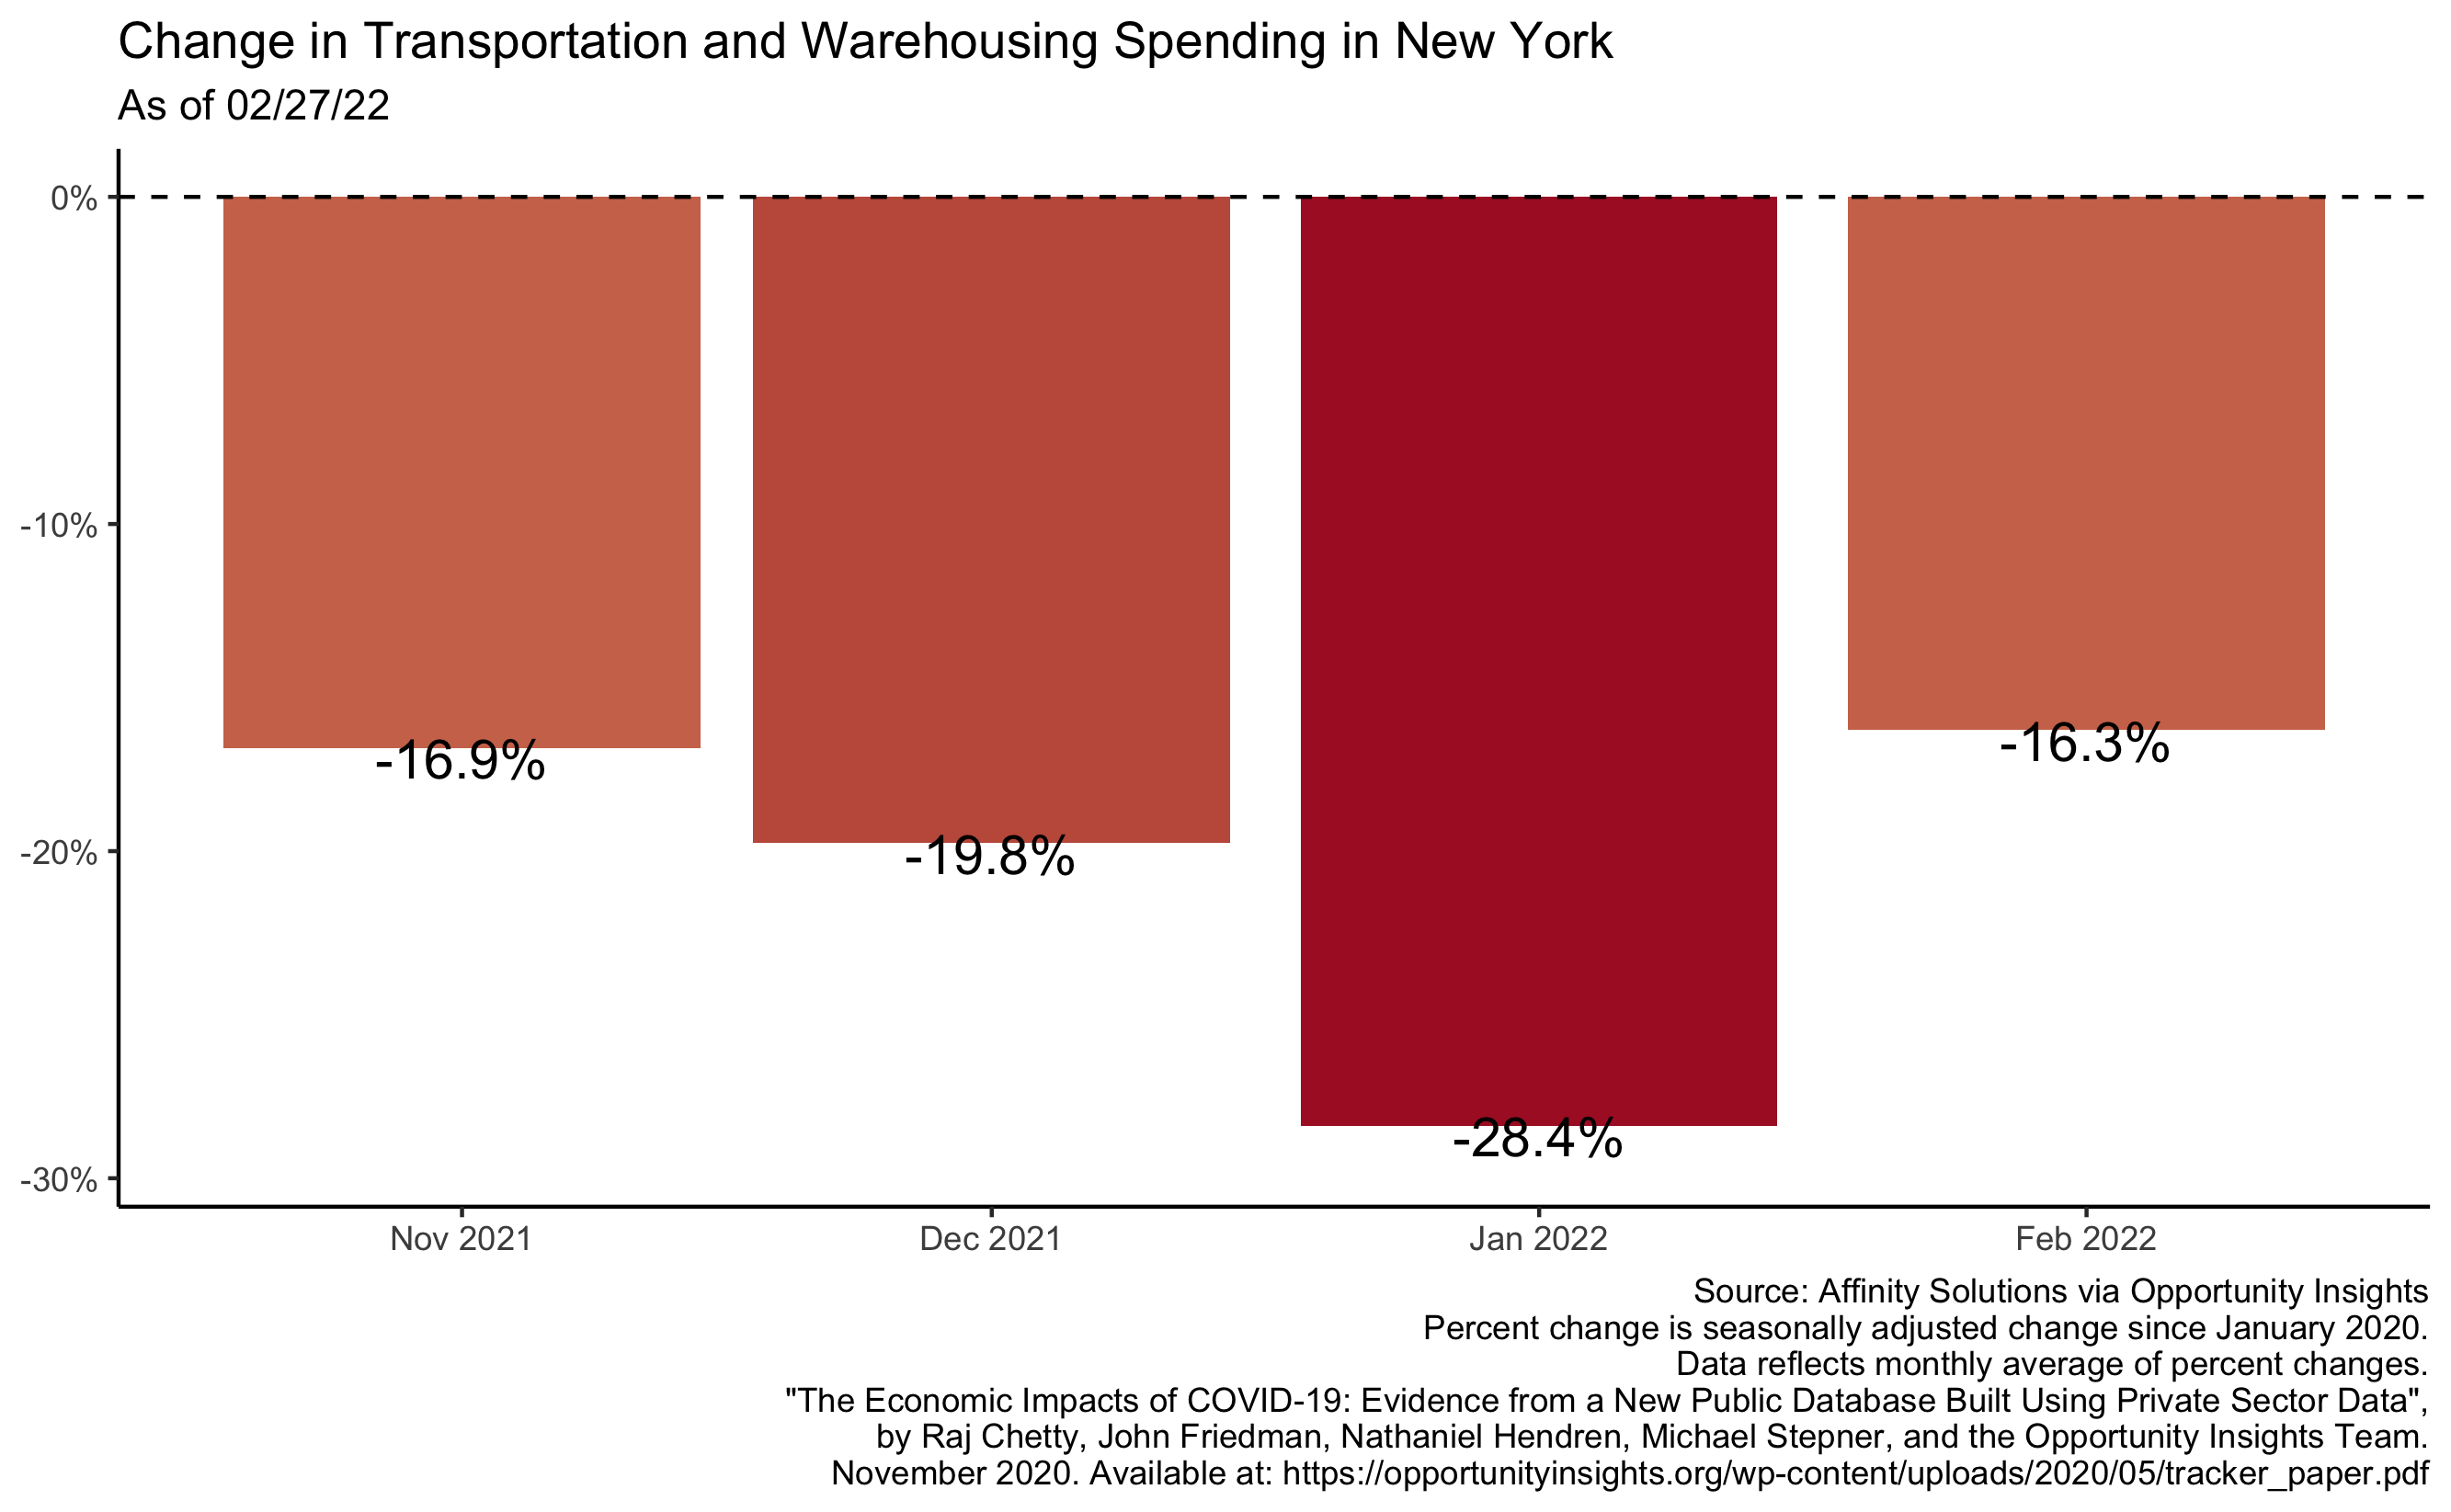 Change in Transportation and Warehousing Spending in New York
As of 02/27/22
0%
-10%
-20%
-30%
-16.9%
-19.8%
-28.4%
-16.3%
Nov 2021
Dec 2021
Jan 2022
Feb 2022
Source: Affinity Solutions via Opportunity Insights
Percent change is seasonally adjusted change since January 2020.
Data reflects monthly average of percent changes.
"The Economic Impacts of COVID-19: Evidence from a New Public Database Built Using Private Sector Data",
by Raj Chetty, John Friedman, Nathaniel Hendren, Michael Stepner, and the Opportunity Insights Team.
November 2020. Available at: https://opportunityinsights.org/wp-content/uploads/2020/05/tracker_paper.pdf